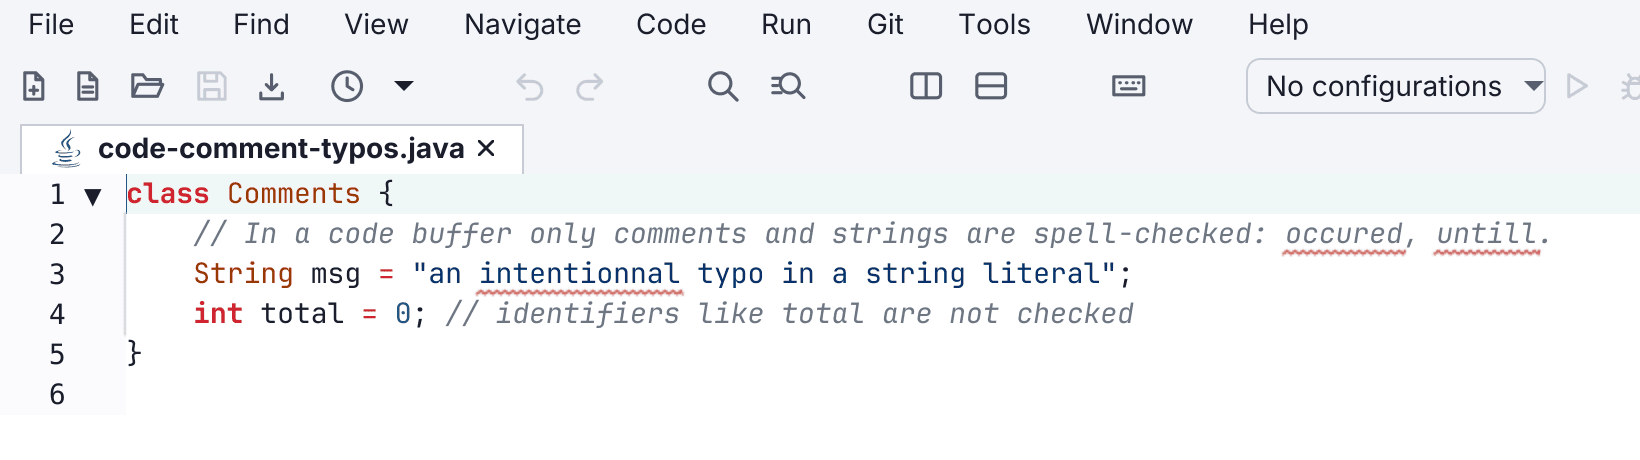 File Edit Find View Navigate Code Run Git Tools Window Help
No configurations
code-comment-typos.java
1 class Comments {
2 // In a code buffer only comments and strings are spell-checked: occured, untill.
3 String msg = "an intentionnal typo in a string literal";
4 int total = 0; // identifiers like total are not checked
5 }
6